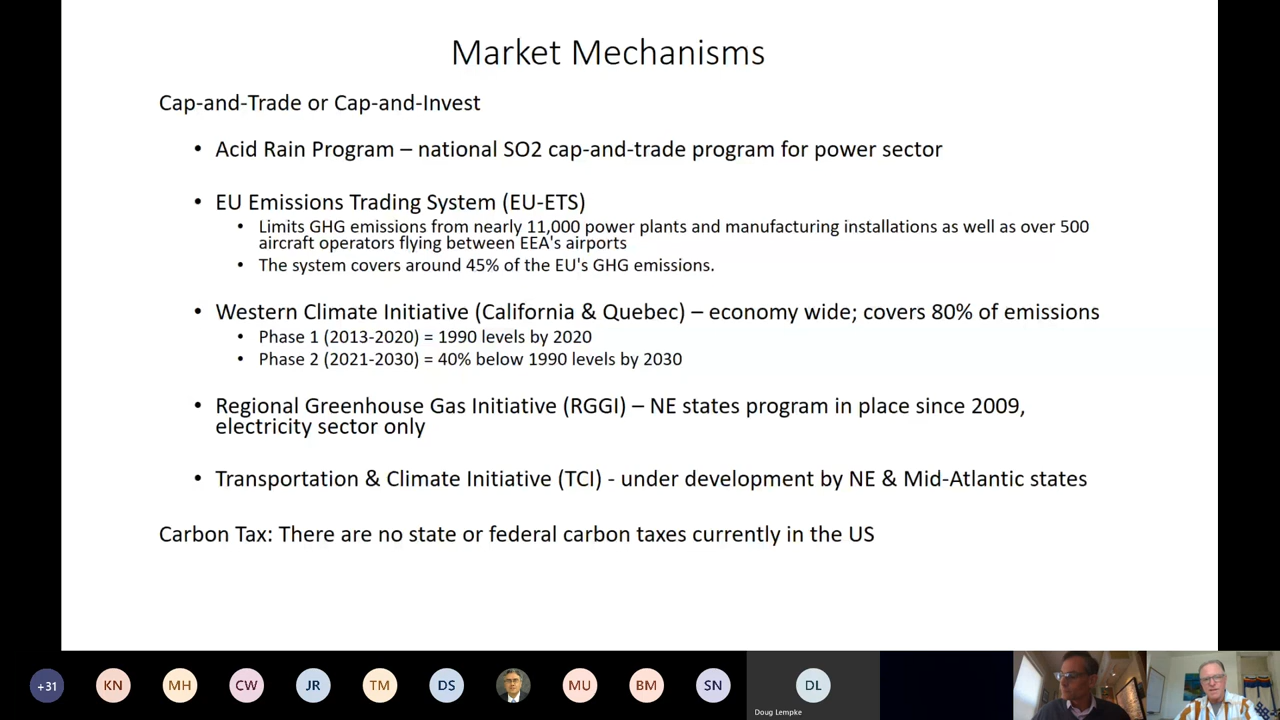 Market Mechanisms
Cap-and-Trade or Cap-and-Invest
• Acid Rain Program – national SO2 cap-and-trade program for power sector
• EU Emissions Trading System (EU-ETS)
• Limits GHG emissions from nearly 11,000 power plants and manufacturing installations as well as over 500
aircraft operators flying between EEA's airports
• The system covers around 45% of the EU's GHG emissions.
• Western Climate Initiative (California & Quebec) – economy wide; covers 80% of emissions
• Phase 1 (2013-2020) = 1990 levels by 2020
• Phase 2 (2021-2030) = 40% below 1990 levels by 2030
• Regional Greenhouse Gas Initiative (RGGI) – NE states program in place since 2009,
electricity sector only
• Transportation & Climate Initiative (TCI) - under development by NE & Mid-Atlantic states
Carbon Tax: There are no state or federal carbon taxes currently in the US
+31 KN MH CW JR TM DS MU BM SN DL
Doug Lempke